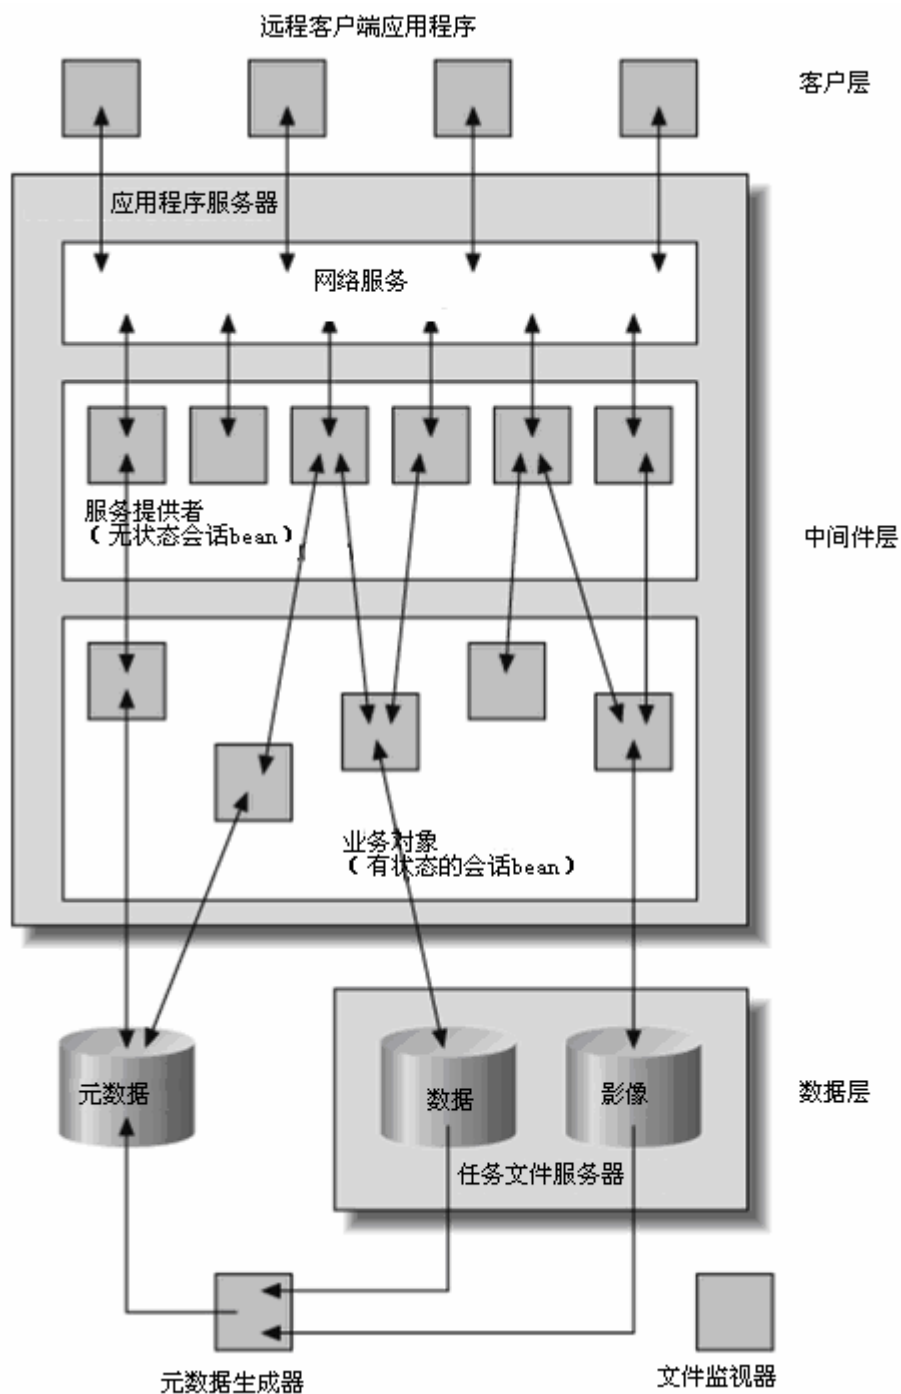 远程客户端应用程序
客户层
应用程序服务器
网络服务
服务提供者
（无状态会话bean）
中间件层
业务对象
（有状态的会话bean）
元数据
数据
影像
数据层
任务文件服务器
元数据生成器
文件监视器